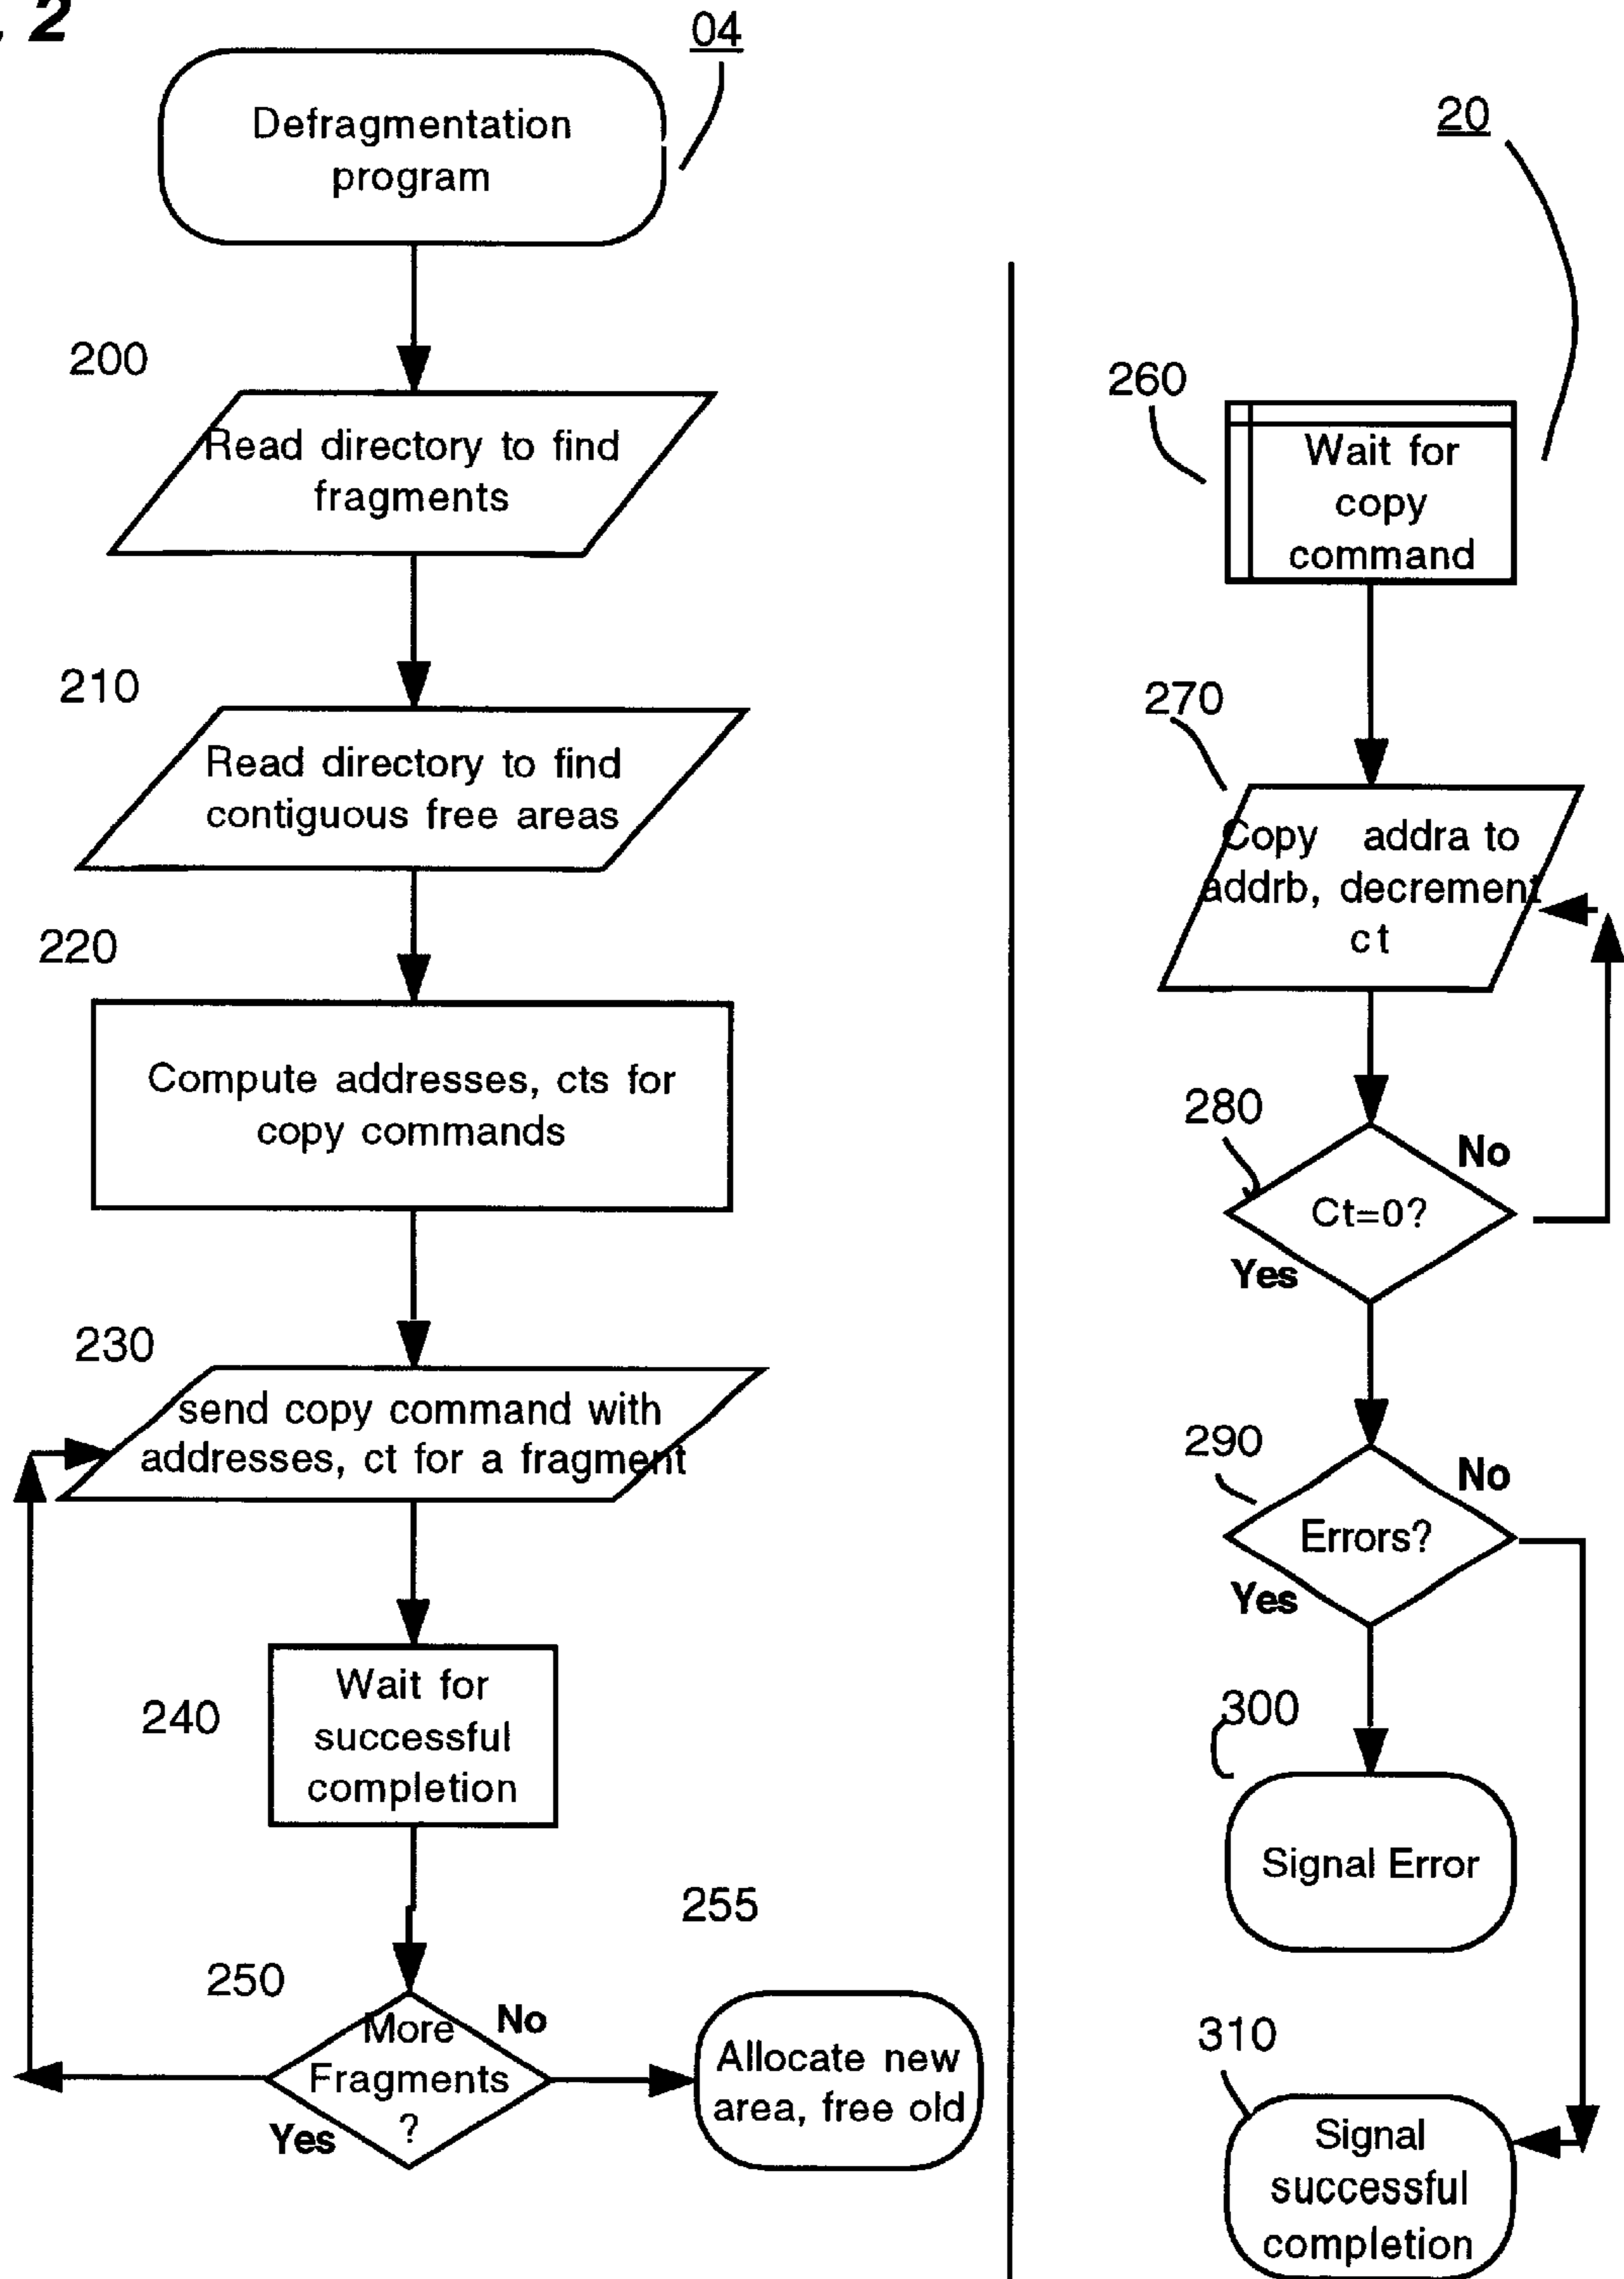 . 2
04
Defragmentation
program
200
Read directory to find
fragments
210
Read directory to find
contiguous free areas
220
Compute addresses, cts for
copy commands
230
send copy command with
addresses, ct for a fragment
240
Wait for
successful
completion
250
More
Fragments
?
No
Yes
255
Allocate new
area, free old
20
260
Wait for
copy
command
270
Copy addra to
addrb, decrement
ct
280
Ct=0?
No
Yes
290
Errors?
No
Yes
300
Signal Error
310
Signal
successful
completion